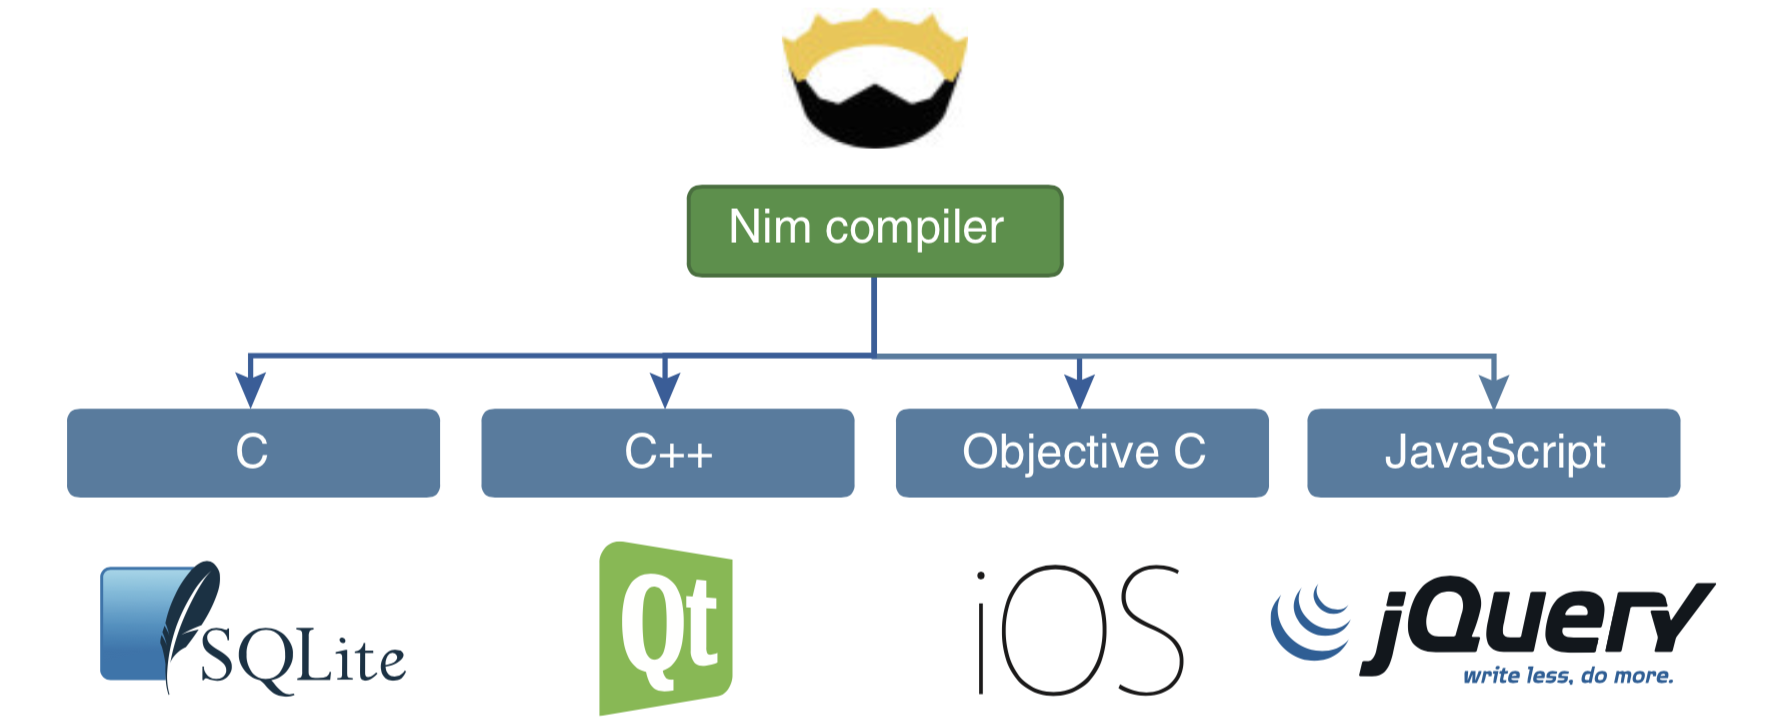 Nim compiler
C
C++
Objective C
JavaScript
SQLite
Qt
iOS
jQuery
write less, do more.